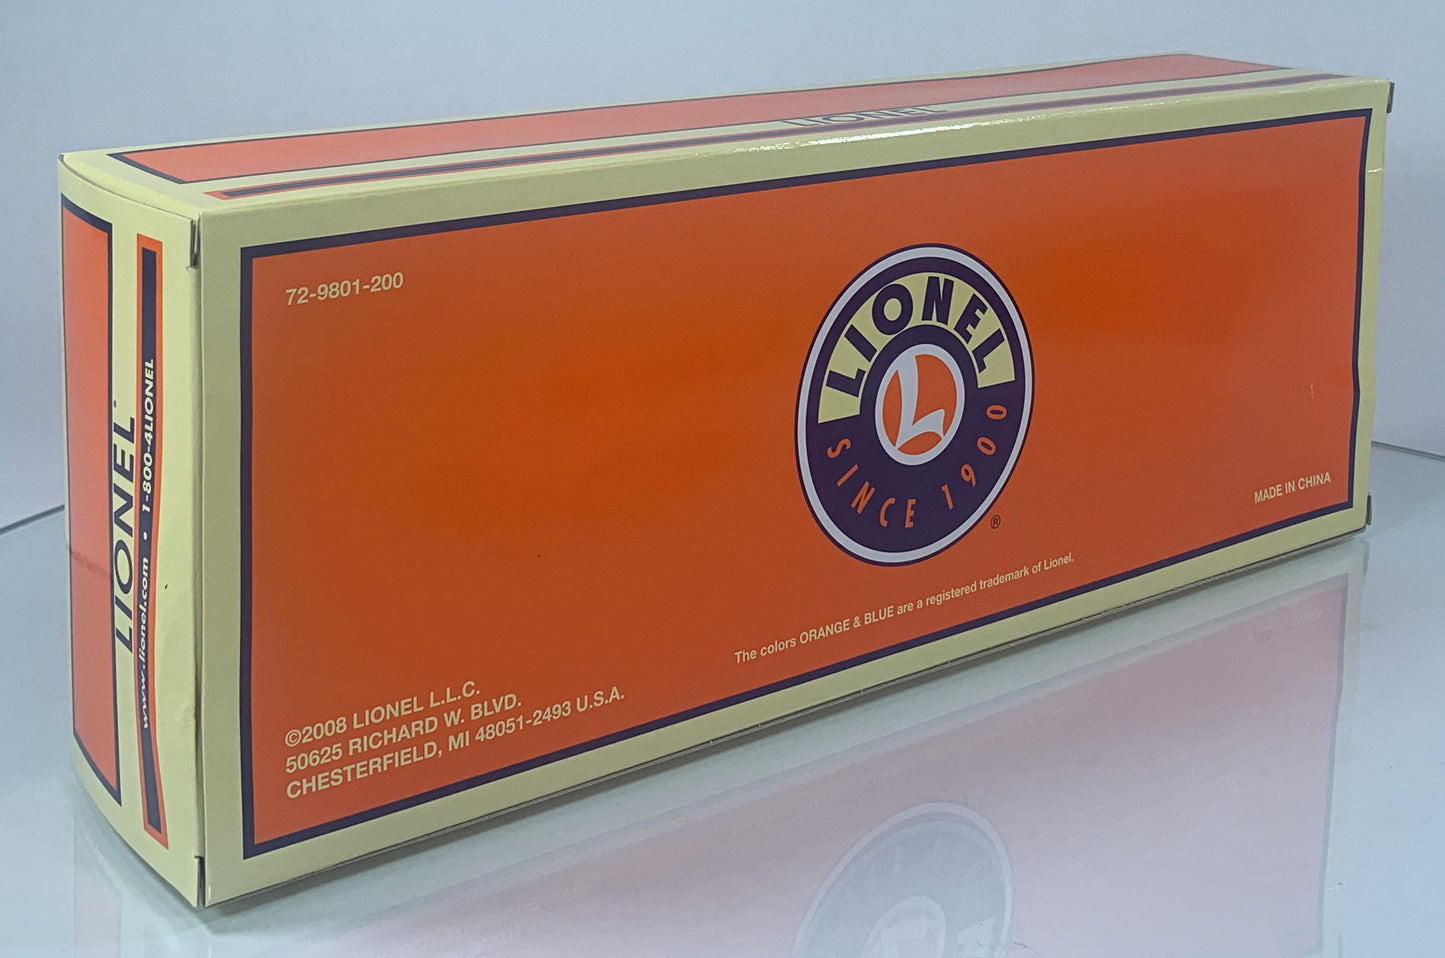 LIONEL
LIONEL
www.lionel.com • 1-800-4LIONEL
72-9801-200
LIONEL
L
SINCE 1900
®
MADE IN CHINA
The colors ORANGE & BLUE are a registered trademark of Lionel.
©2008 LIONEL L.L.C.
50625 RICHARD W. BLVD.
CHESTERFIELD, MI 48051-2493 U.S.A.